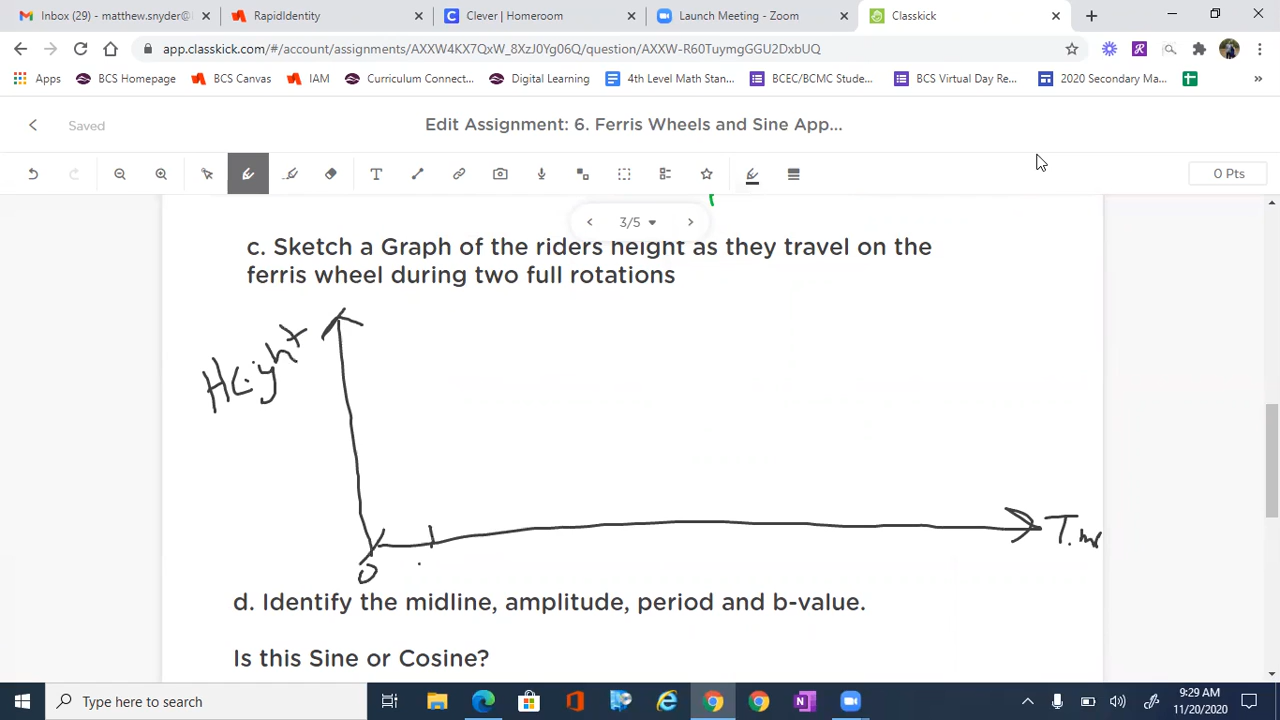 Inbox (29) - matthew.snyder@
RapidIdentity
Clever | Homeroom
Launch Meeting - Zoom
Classkick
app.classkick.com/#/account/assignments/AXXW4KX7QxW_8XzJ0Yg06Q/question/AXXW-R60TuymgGGU2DxbUQ
Apps
BCS Homepage
BCS Canvas
IAM
Curriculum Connect...
Digital Learning
4th Level Math Stan...
BCEC/BCMC Stude...
BCS Virtual Day Re...
2020 Secondary Ma...
»
Saved
Edit Assignment: 6. Ferris Wheels and Sine App...
0 Pts
3/5
c. Sketch a Graph of the riders height as they travel on the
ferris wheel during two full rotations
Height
Time
0
d. Identify the midline, amplitude, period and b-value.
Is this Sine or Cosine?
Type here to search
9:29 AM
11/20/2020